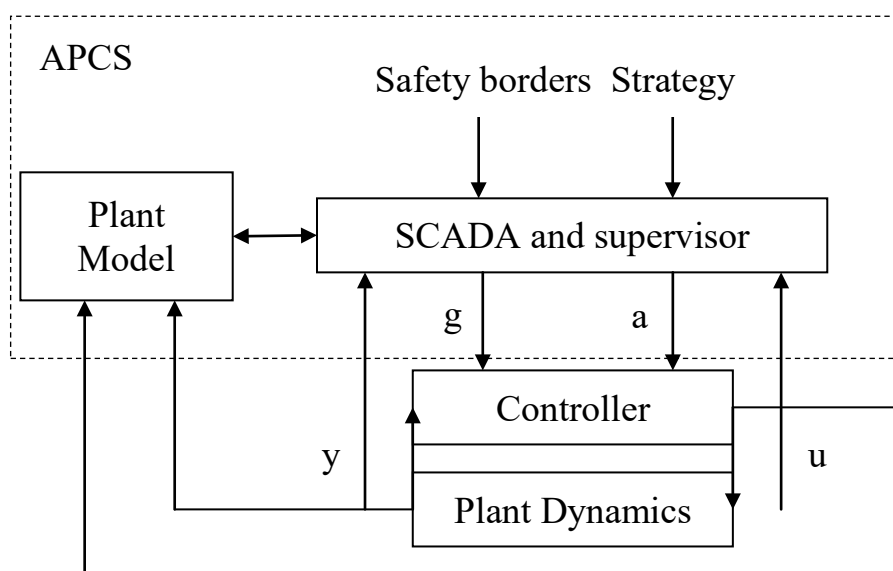 APCS
Safety borders Strategy
Plant
Model
SCADA and supervisor
g
a
Controller
y
u
Plant Dynamics